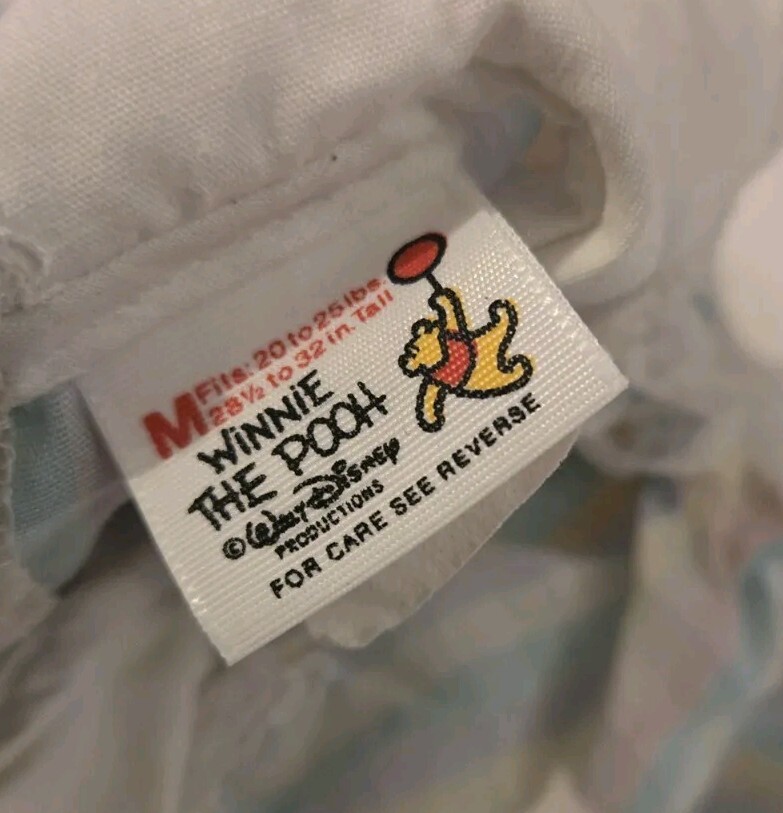 M Fits: 20 to 25 lbs.
28½ to 32 in. Tall
WiNNiE
THE POOH
© WALT DiSNEY
PRODUCTIONS
FOR CARE SEE REVERSE